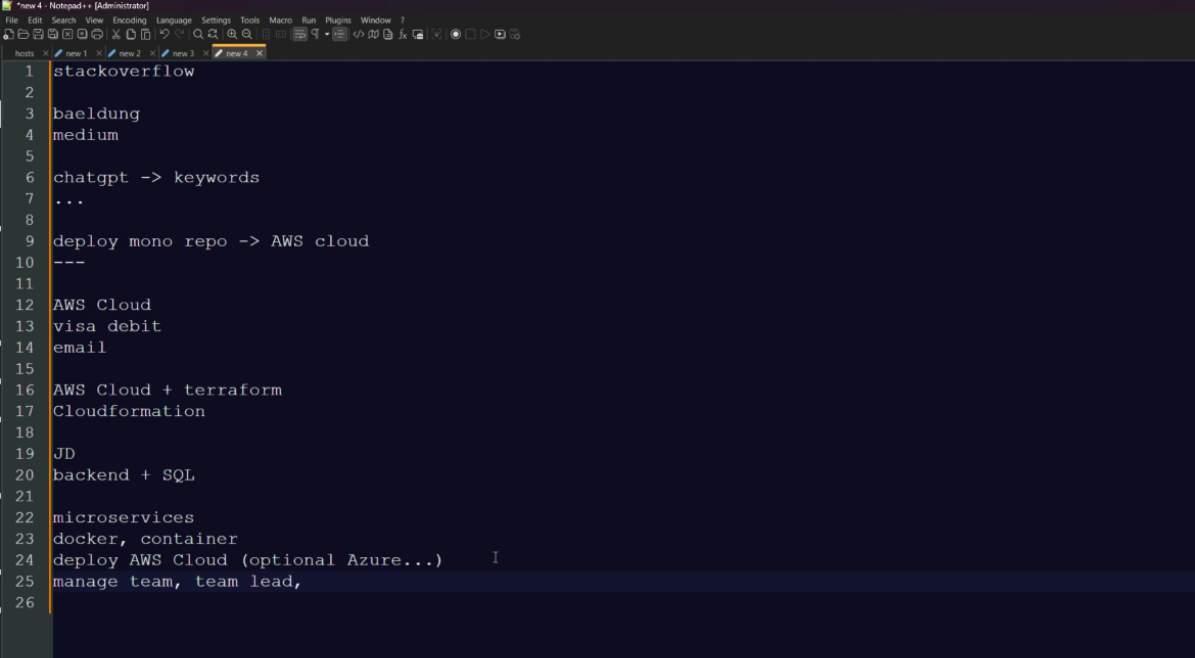 *new 4 - Notepad++ [Administrator]
File Edit Search View Encoding Language Settings Tools Macro Run Plugins Window ?
hosts new 1 new 2 new 3 new 4
1 stackoverflow
2
3 baeldung
4 medium
5
6 chatgpt -> keywords
7 ...
8
9 deploy mono repo -> AWS cloud
10 ---
11
12 AWS Cloud
13 visa debit
14 email
15
16 AWS Cloud + terraform
17 Cloudformation
18
19 JD
20 backend + SQL
21
22 microservices
23 docker, container
24 deploy AWS Cloud (optional Azure...)
25 manage team, team lead,
26